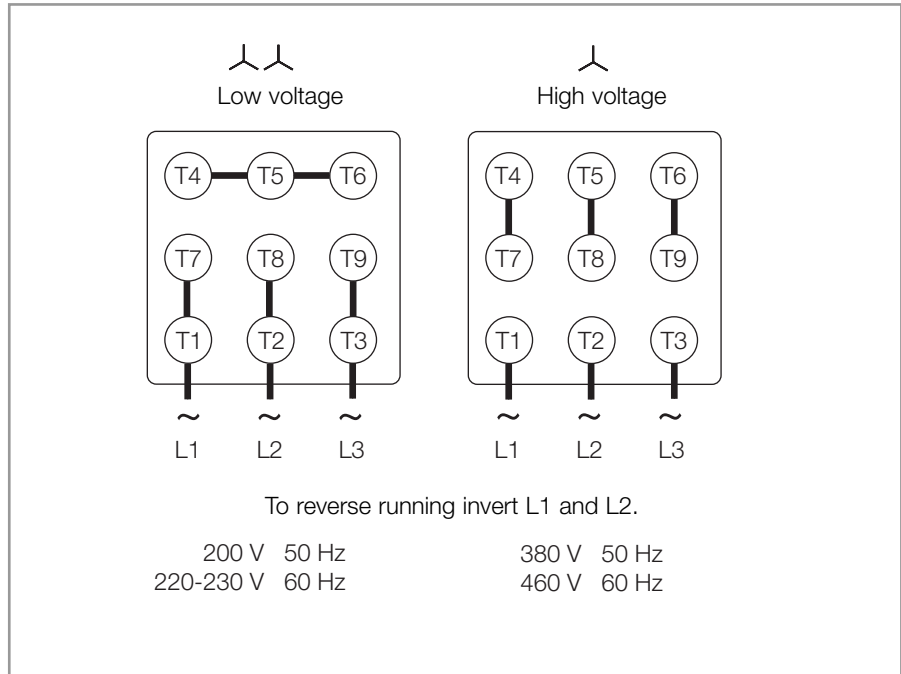 Low voltage High voltage
T4 T5 T6 T4 T5 T6
T7 T8 T9 T7 T8 T9
T1 T2 T3 T1 T2 T3
~ ~ ~ ~ ~ ~
L1 L2 L3 L1 L2 L3
To reverse running invert L1 and L2.
200 V 50 Hz 380 V 50 Hz
220-230 V 60 Hz 460 V 60 Hz